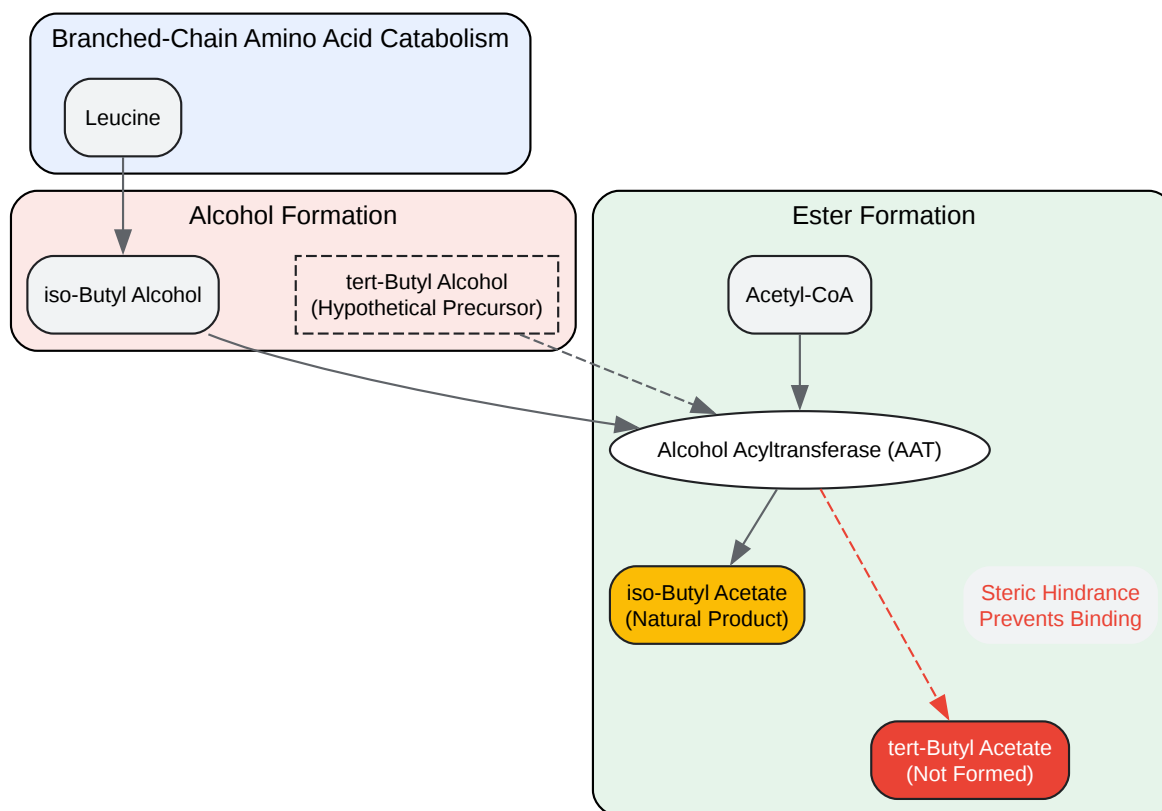 Branched-Chain Amino Acid Catabolism
Leucine
Alcohol Formation
iso-Butyl Alcohol
tert-Butyl Alcohol
(Hypothetical Precursor)
Ester Formation
Acetyl-CoA
Alcohol Acyltransferase (AAT)
iso-Butyl Acetate
(Natural Product)
Steric Hindrance
Prevents Binding
tert-Butyl Acetate
(Not Formed)